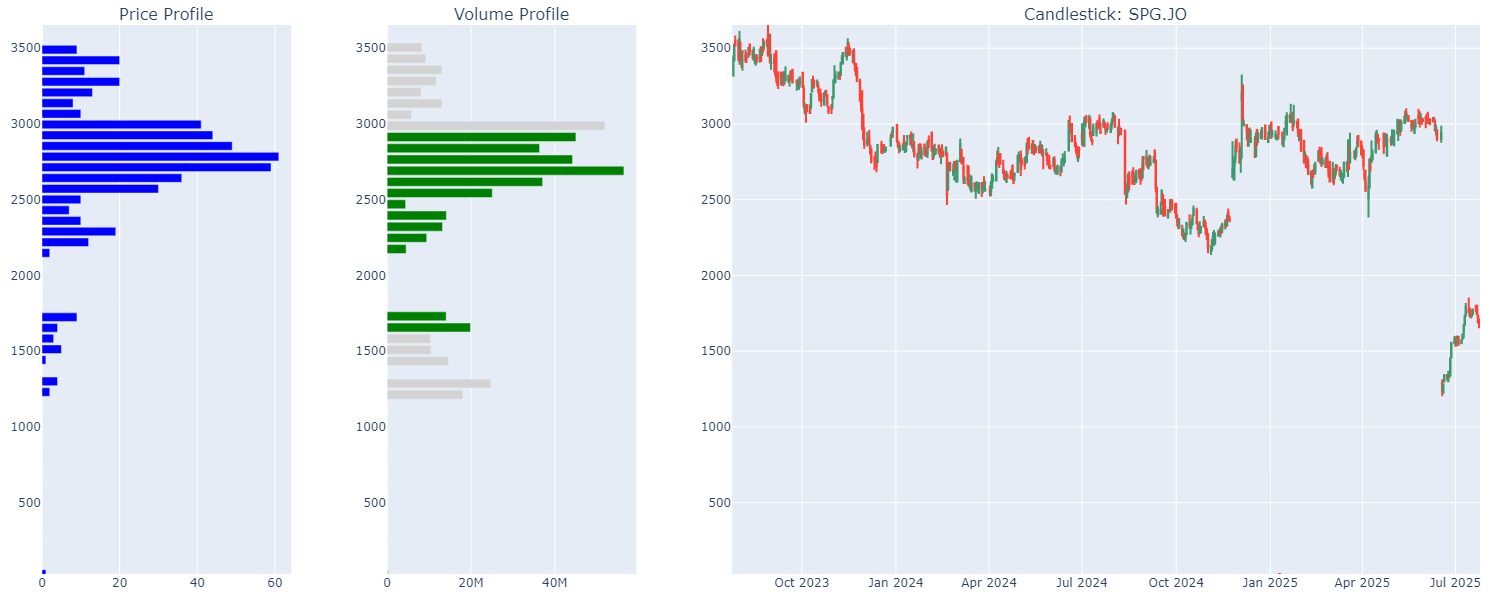 Price Profile
Volume Profile
Candlestick: SPG.JO
3500
3000
2500
2000
1500
1000
500
0
20
40
60
3500
3000
2500
2000
1500
1000
500
0
20M
40M
3500
3000
2500
2000
1500
1000
500
Oct 2023
Jan 2024
Apr 2024
Jul 2024
Oct 2024
Jan 2025
Apr 2025
Jul 2025